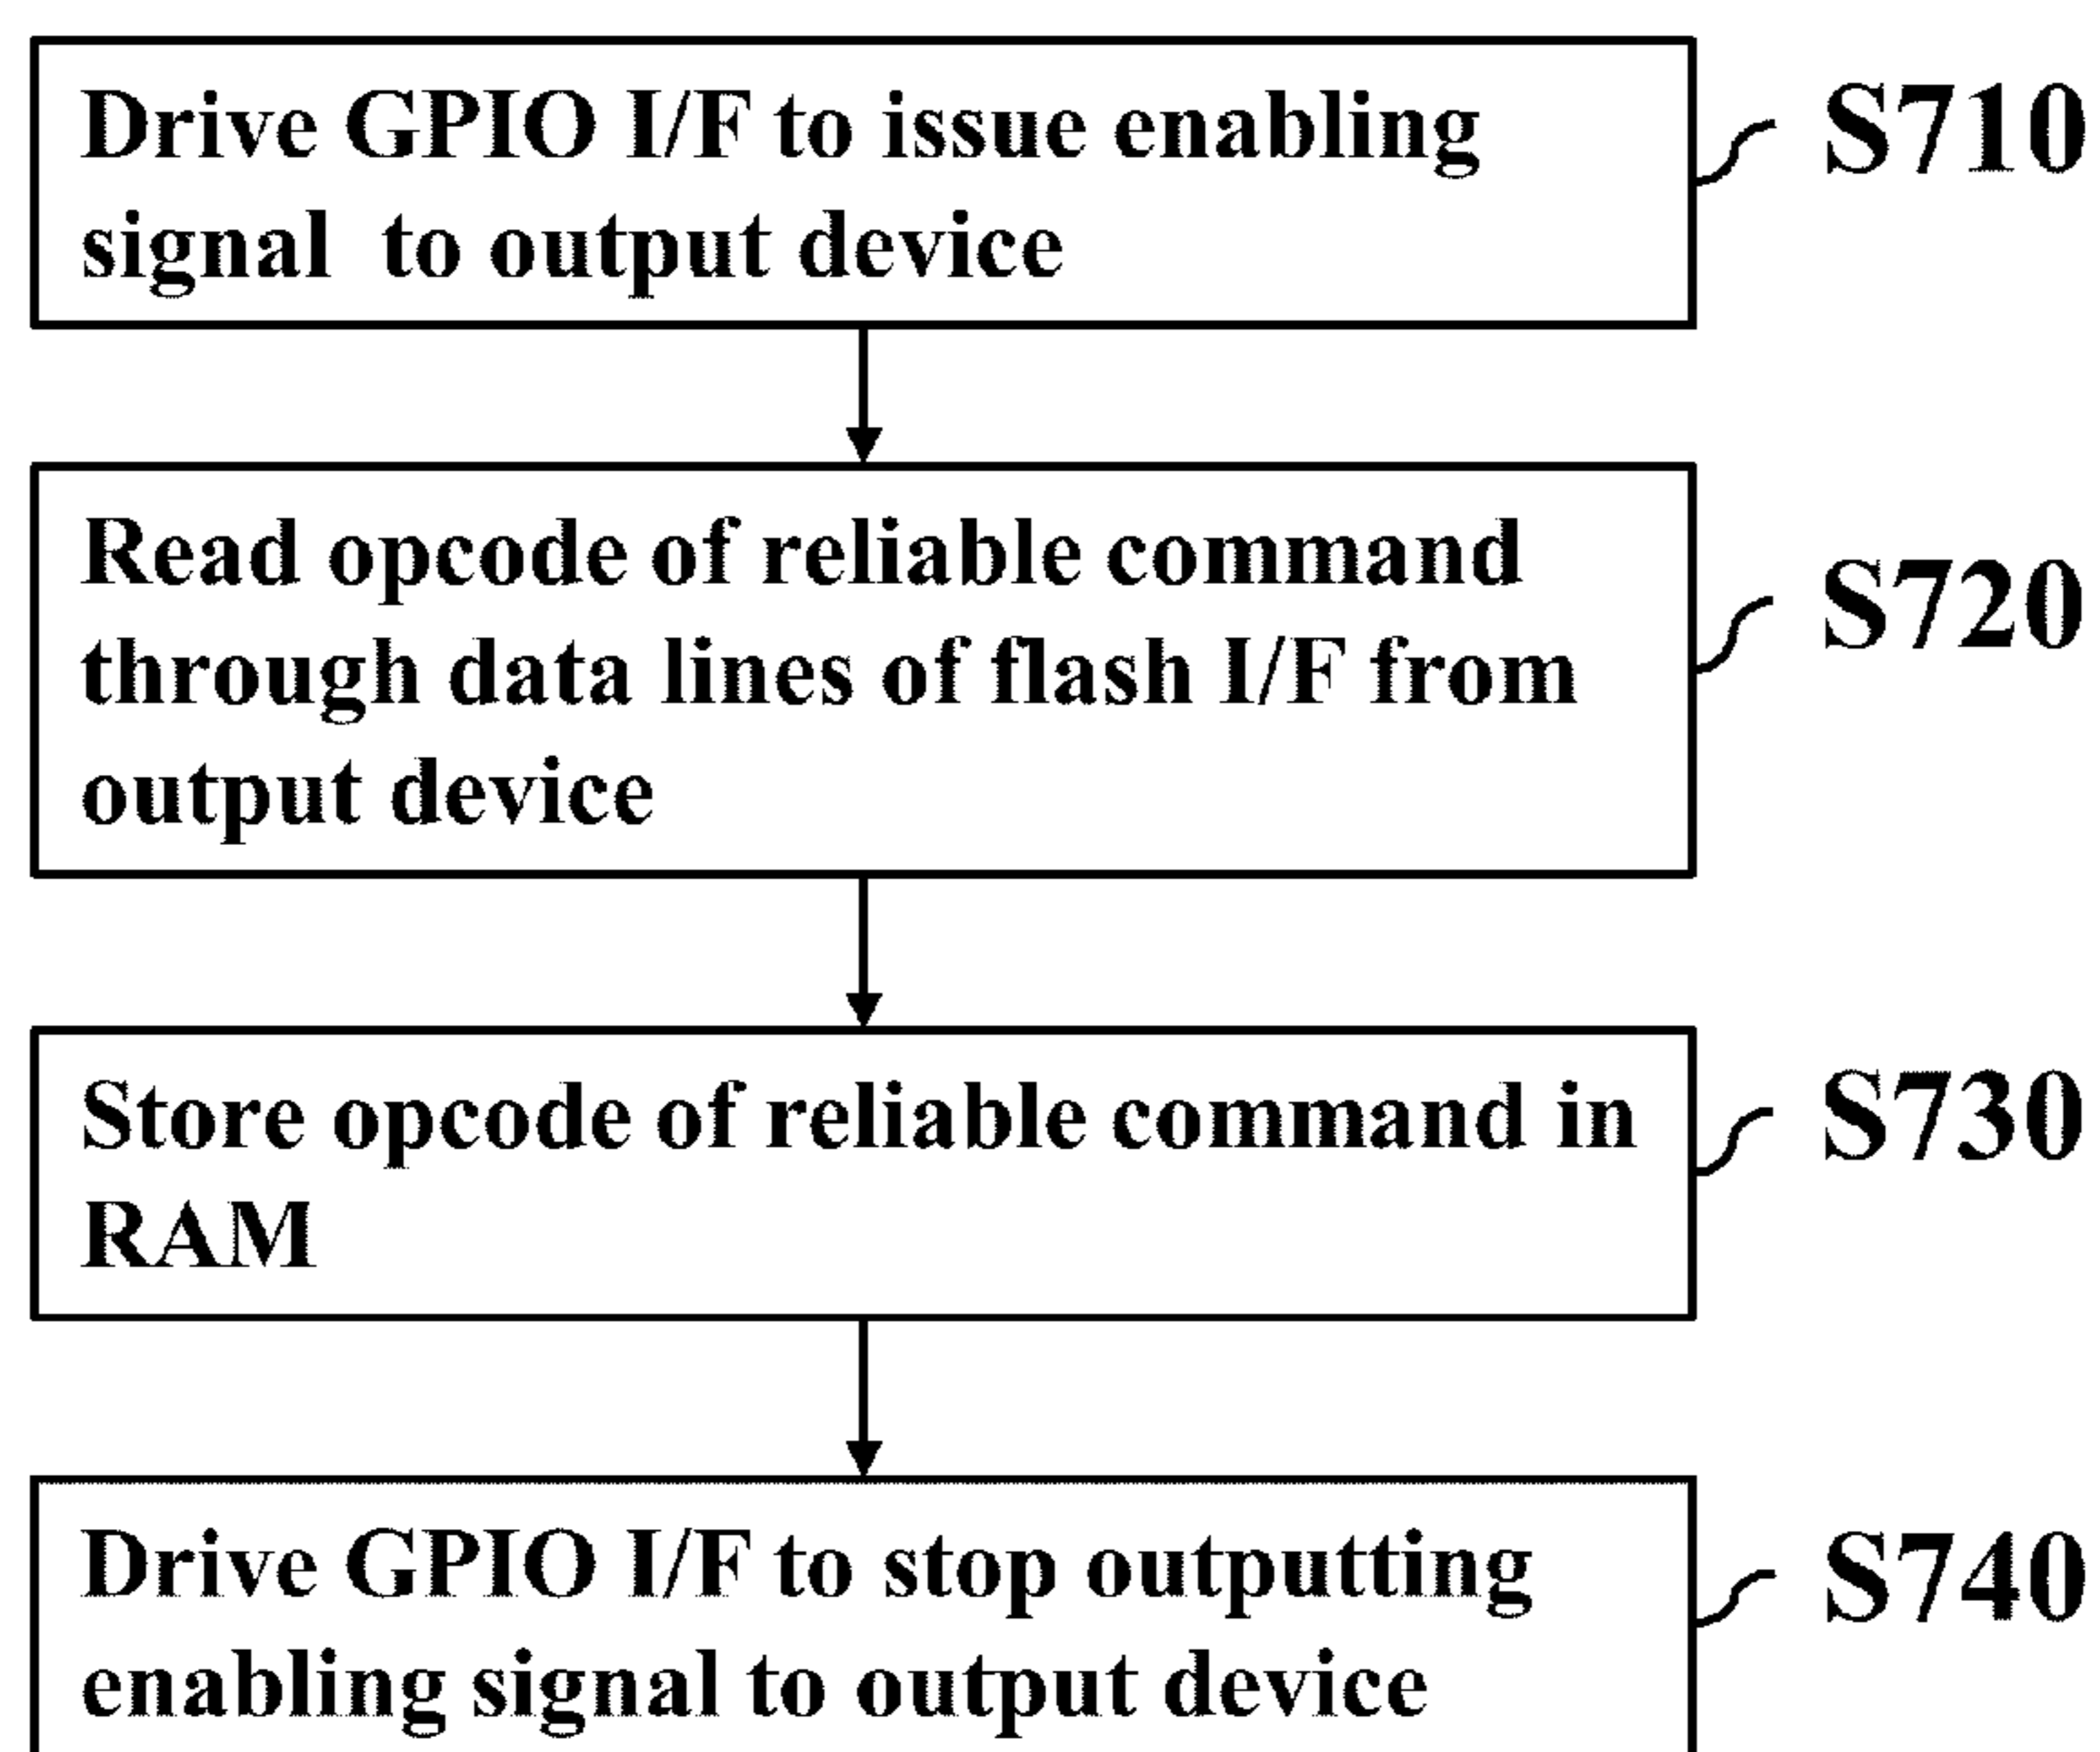 Drive GPIO I/F to issue enabling
signal to output device
S710
Read opcode of reliable command
through data lines of flash I/F from
output device
S720
Store opcode of reliable command in
RAM
S730
Drive GPIO I/F to stop outputting
enabling signal to output device
S740